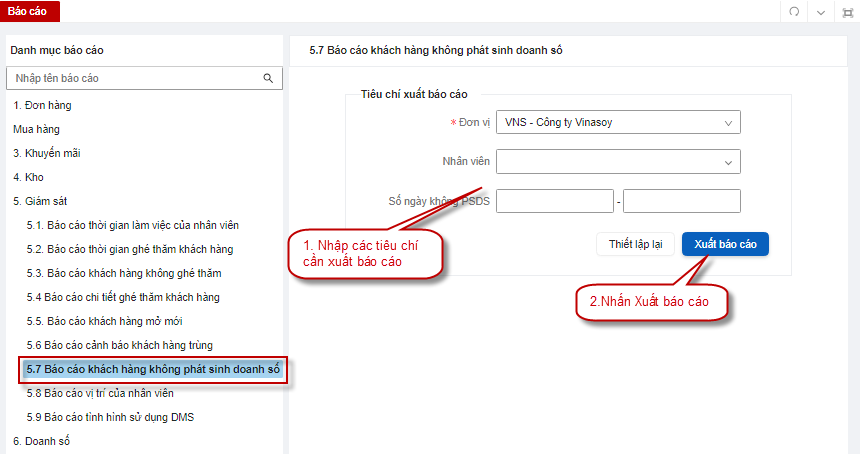 Báo cáo
Danh mục báo cáo
Nhập tên báo cáo
1. Đơn hàng
Mua hàng
3. Khuyến mãi
4. Kho
5. Giám sát
5.1. Báo cáo thời gian làm việc của nhân viên
5.2. Báo cáo thời gian ghé thăm khách hàng
5.3. Báo cáo khách hàng không ghé thăm
5.4 Báo cáo chi tiết ghé thăm khách hàng
5.5. Báo cáo khách hàng mở mới
5.6 Báo cáo cảnh báo khách hàng trùng
5.7 Báo cáo khách hàng không phát sinh doanh số
5.8 Báo cáo vị trí của nhân viên
5.9 Báo cáo tình hình sử dụng DMS
6. Doanh số
5.7 Báo cáo khách hàng không phát sinh doanh số
Tiêu chí xuất báo cáo
* Đơn vị VNS - Công ty Vinasoy
Nhân viên
Số ngày không PSDS -
Thiết lập lại Xuất báo cáo
1. Nhập các tiêu chí
cần xuất báo cáo
2.Nhấn Xuất báo cáo